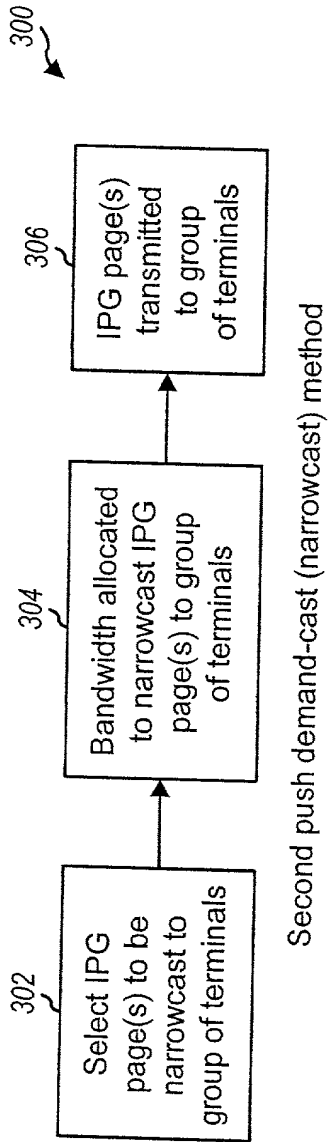 300
302
Select IPG
page(s) to be
narrowcast to
group of terminals
304
Bandwidth allocated
to narrowcast IPG
page(s) to group
of terminals
306
IPG page(s)
transmitted
to group
of terminals
Second push demand-cast (narrowcast) method